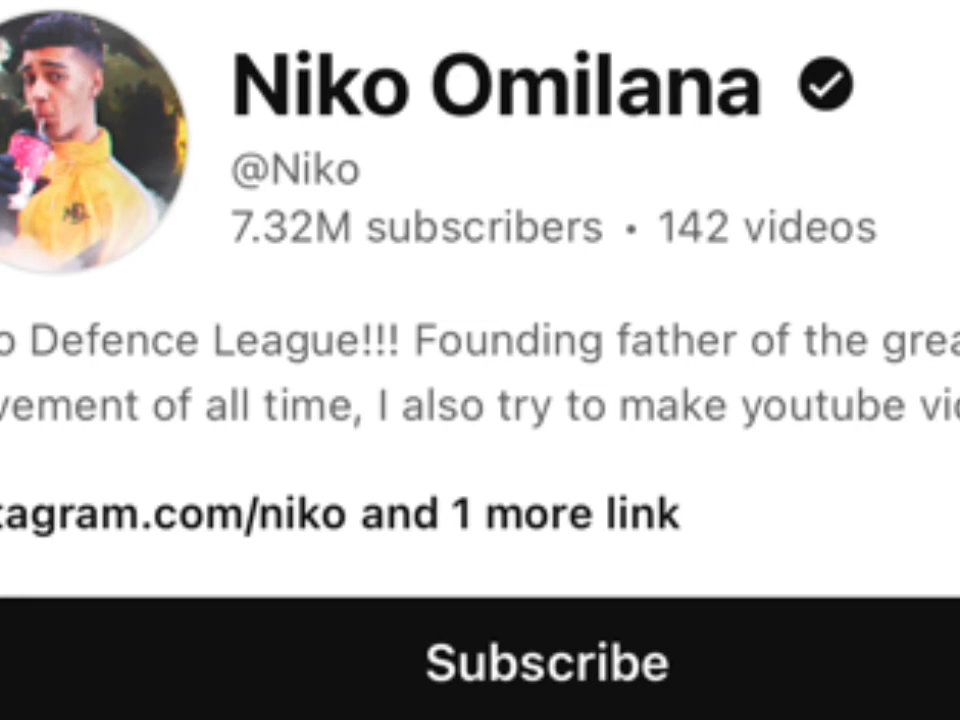 Niko Omilana
@Niko
7.32M subscribers • 142 videos
Defence League!!! Founding father of the
of all time, I also try to make youtube
and 1 more link
Subscribe